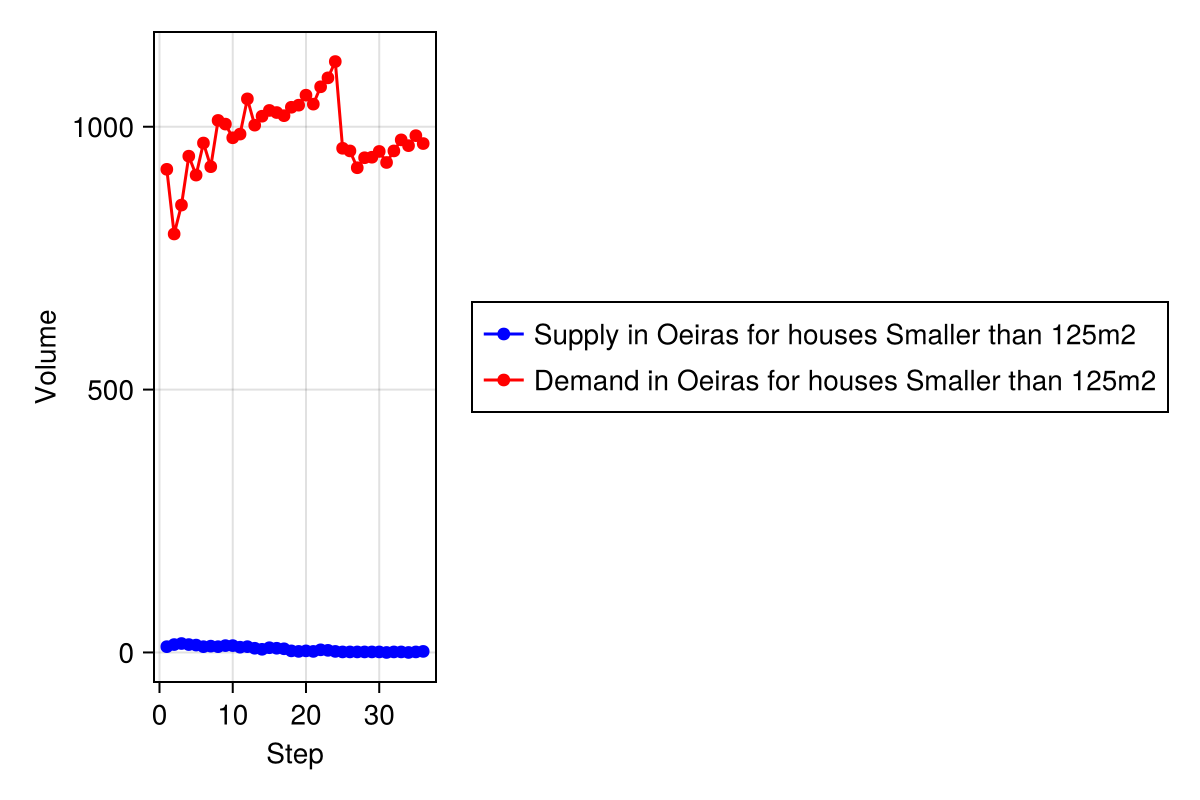 1000
500
0
0 10 20 30
Volume
Step
Supply in Oeiras for houses Smaller than 125m2
Demand in Oeiras for houses Smaller than 125m2